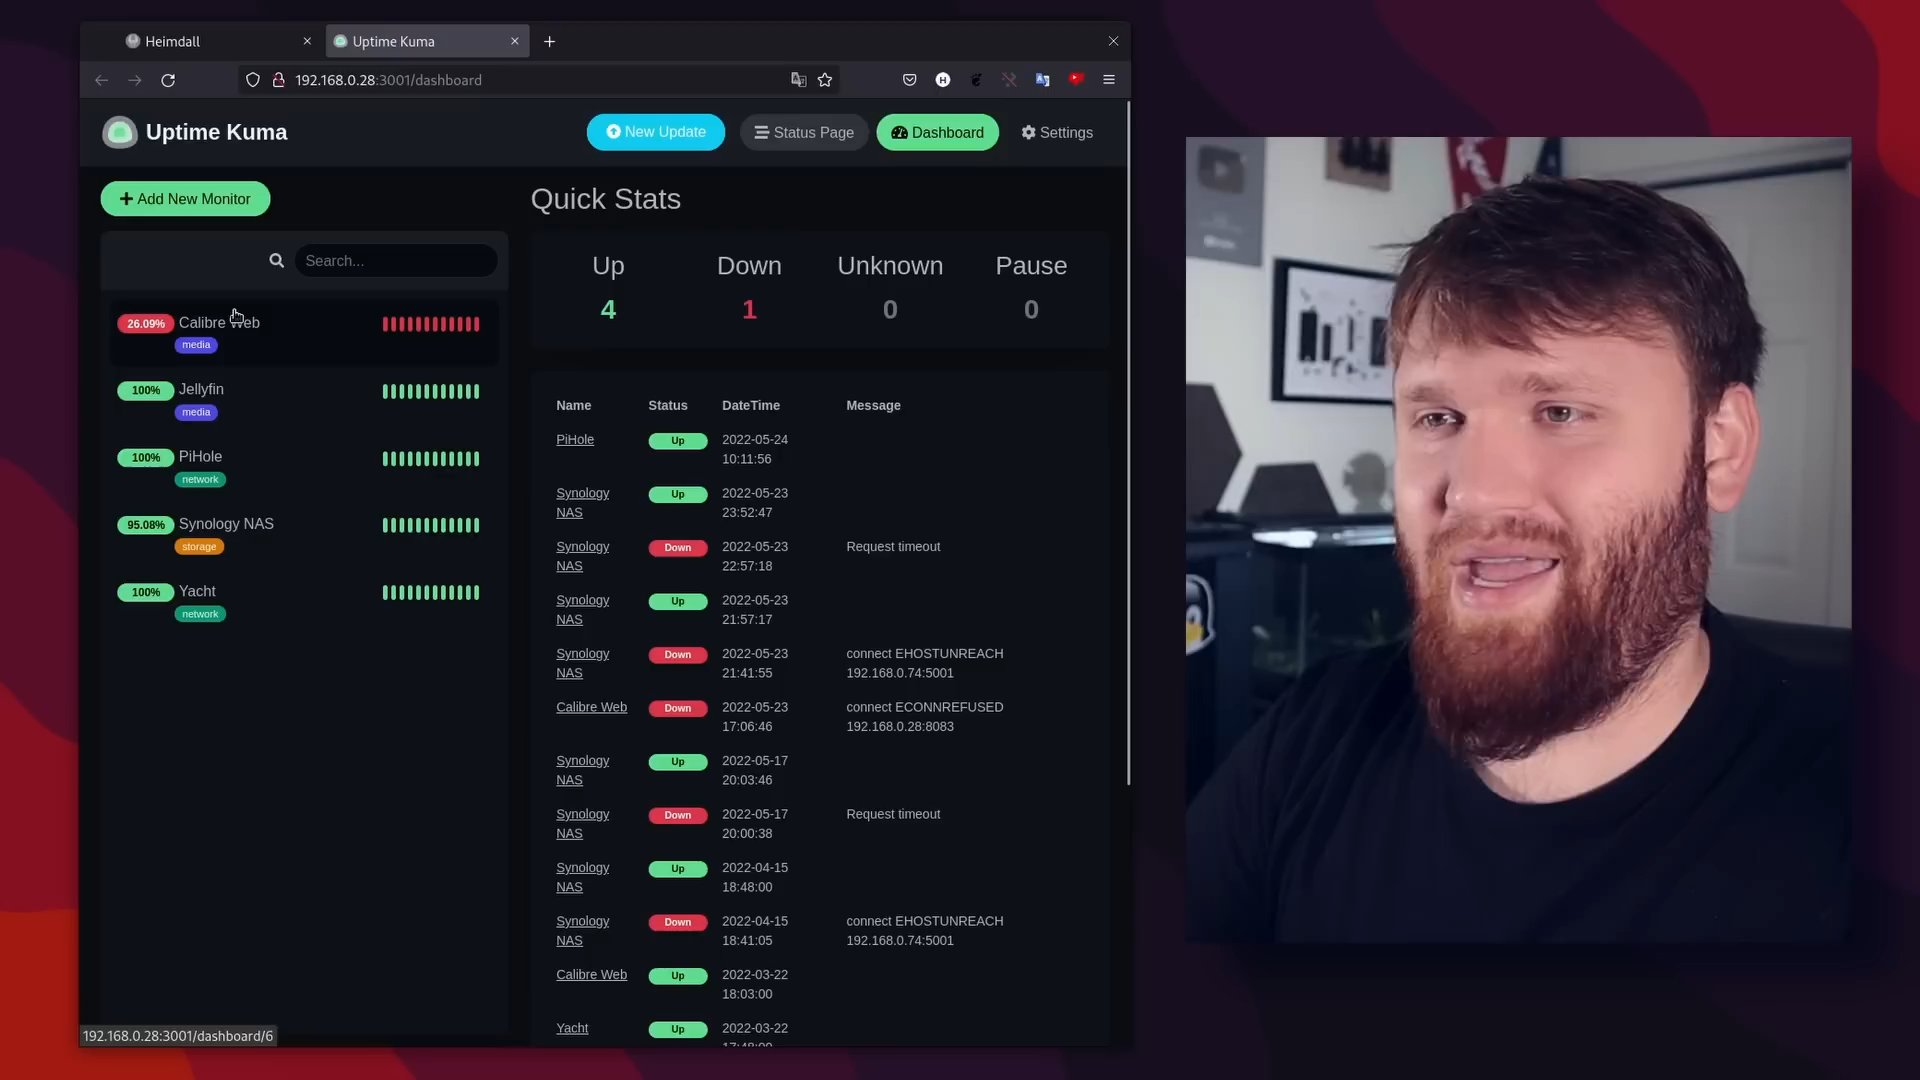 Heimdall
Uptime Kuma
192.168.0.28:3001/dashboard
Uptime Kuma
New Update
Status Page
Dashboard
Settings
Add New Monitor
Search...
26.09% Calibre Web
media
100% Jellyfin
media
100% PiHole
network
95.08% Synology NAS
storage
100% Yacht
network
Quick Stats
Up Down Unknown Pause
4 1 0 0
Name Status DateTime Message
PiHole Up 2022-05-24
10:11:56
Synology Up 2022-05-23
NAS 23:52:47
Synology Down 2022-05-23 Request timeout
NAS 22:57:18
Synology Up 2022-05-23
NAS 21:57:17
Synology Down 2022-05-23 connect EHOSTUNREACH
NAS 21:41:55 192.168.0.74:5001
Calibre Web Down 2022-05-23 connect ECONNREFUSED
17:06:46 192.168.0.28:8083
Synology Up 2022-05-17
NAS 20:03:46
Synology Down 2022-05-17 Request timeout
NAS 20:00:38
Synology Up 2022-04-15
NAS 18:48:00
Synology Down 2022-04-15 connect EHOSTUNREACH
NAS 18:41:05 192.168.0.74:5001
Calibre Web Up 2022-03-22
18:03:00
Yacht Up 2022-03-22
192.168.0.28:3001/dashboard/6